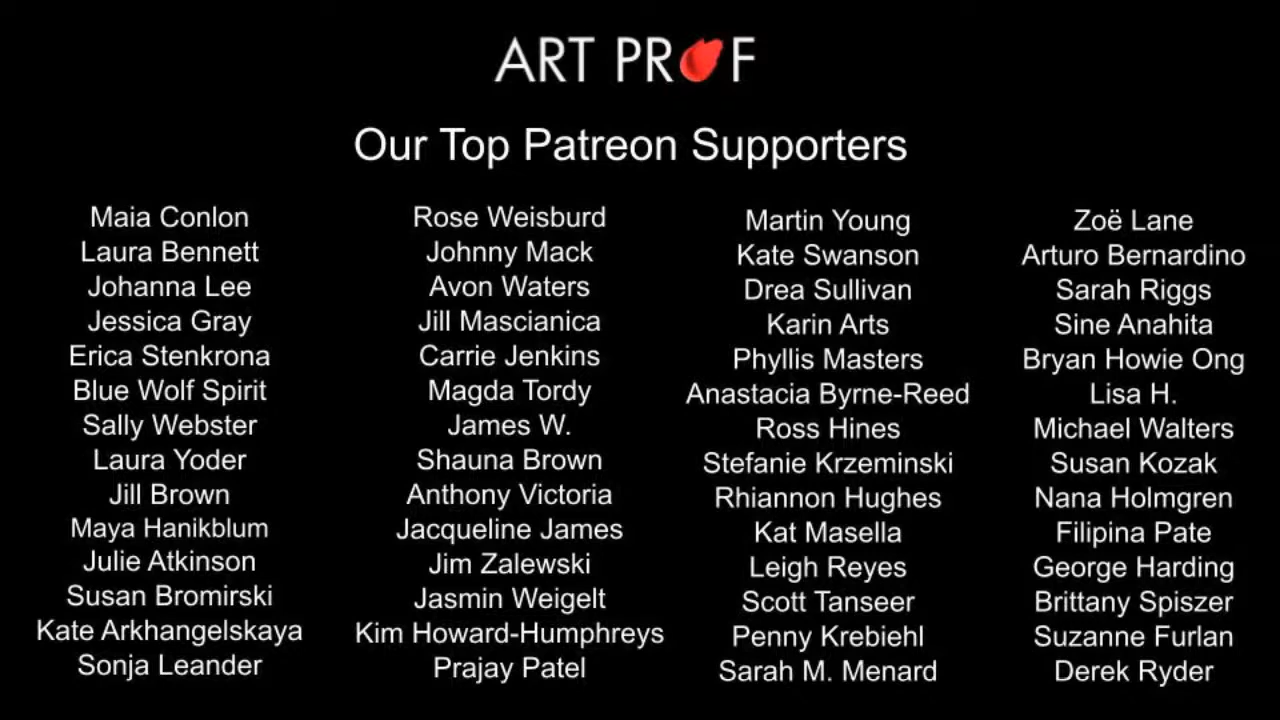 ART PROF
Our Top Patreon Supporters
Maia Conlon
Laura Bennett
Johanna Lee
Jessica Gray
Erica Stenkrona
Blue Wolf Spirit
Sally Webster
Laura Yoder
Jill Brown
Maya Hanikblum
Julie Atkinson
Susan Bromirski
Kate Arkhangelskaya
Sonja Leander
Rose Weisburd
Johnny Mack
Avon Waters
Jill Mascianica
Carrie Jenkins
Magda Tordy
James W.
Shauna Brown
Anthony Victoria
Jacqueline James
Jim Zalewski
Jasmin Weigelt
Kim Howard-Humphreys
Prajay Patel
Martin Young
Kate Swanson
Drea Sullivan
Karin Arts
Phyllis Masters
Anastacia Byrne-Reed
Ross Hines
Stefanie Krzeminski
Rhiannon Hughes
Kat Masella
Leigh Reyes
Scott Tanseer
Penny Krebiehl
Sarah M. Menard
Zoë Lane
Arturo Bernardino
Sarah Riggs
Sine Anahita
Bryan Howie Ong
Lisa H.
Michael Walters
Susan Kozak
Nana Holmgren
Filipina Pate
George Harding
Brittany Spiszer
Suzanne Furlan
Derek Ryder